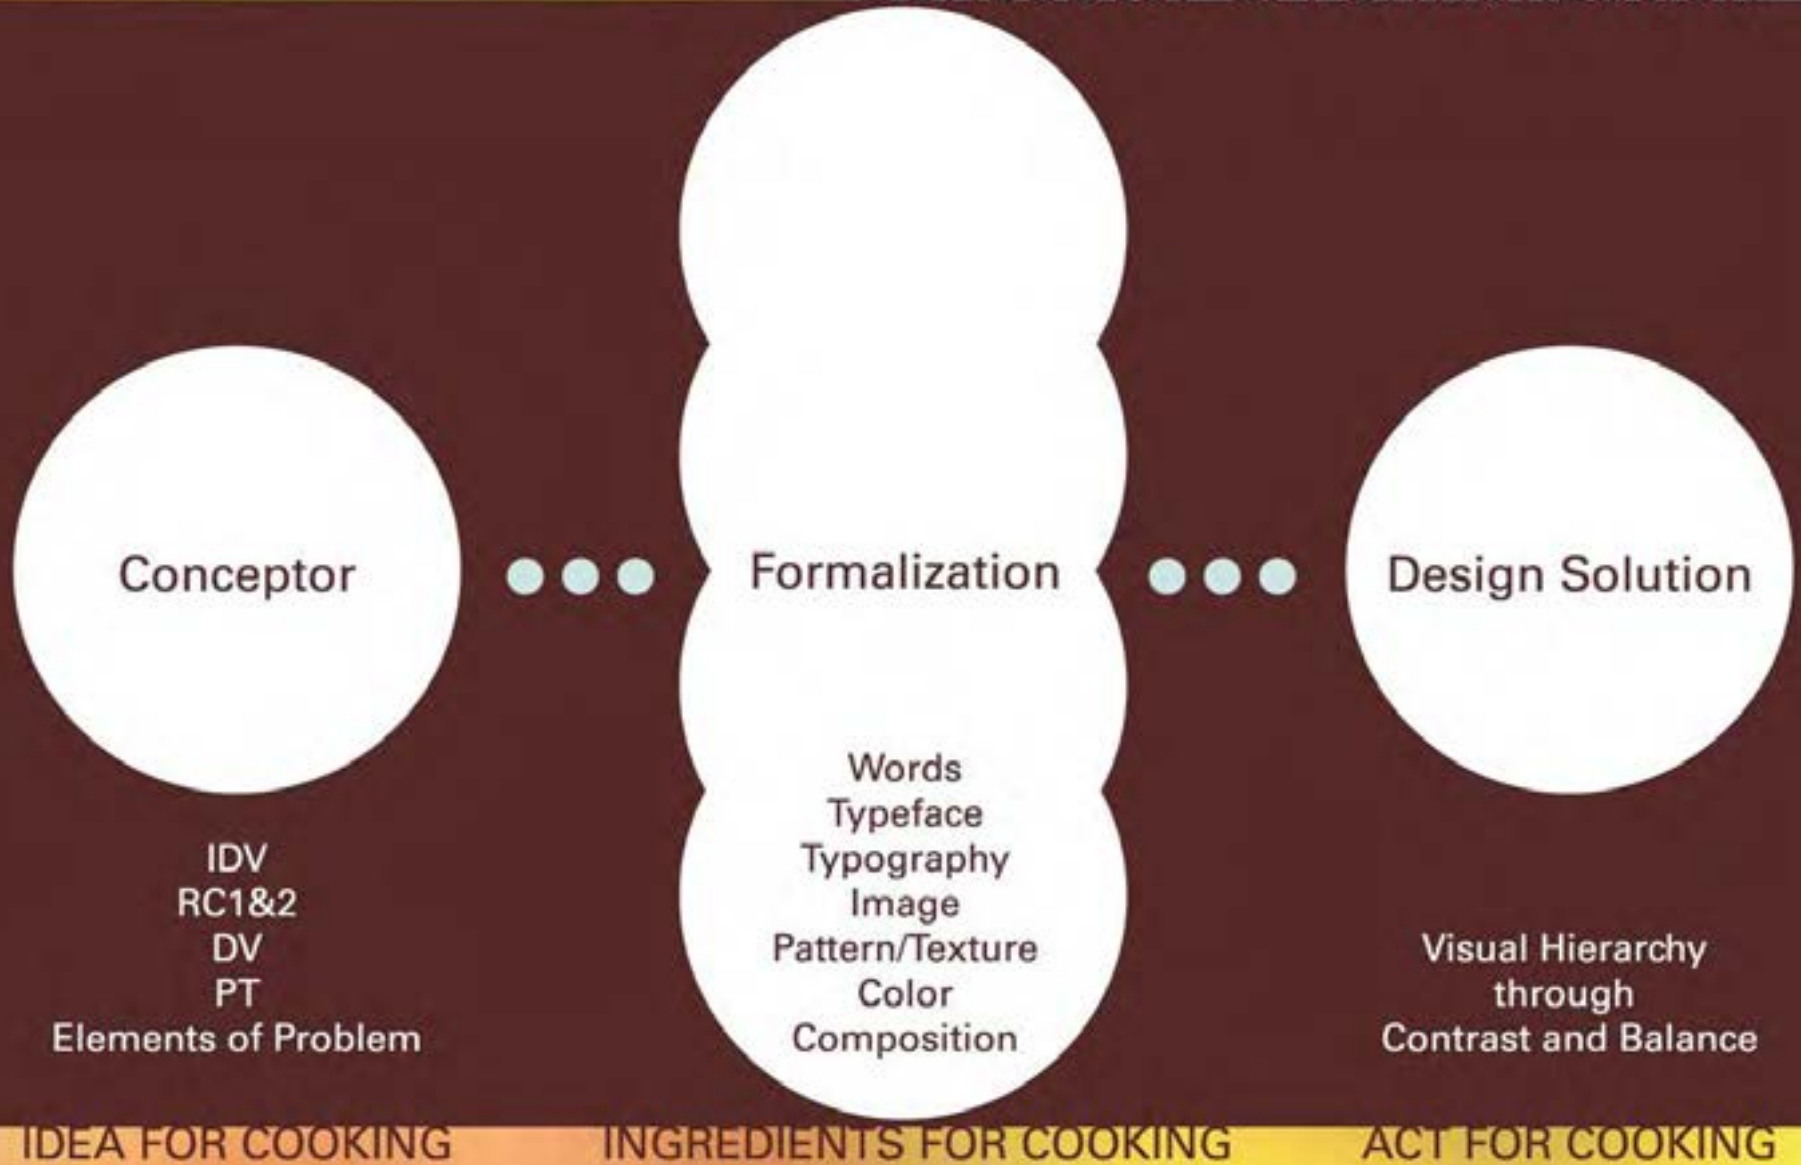 Conceptor
Formalization
Design Solution
IDV
RC1&2
DV
PT
Elements of Problem
Words
Typeface
Typography
Image
Pattern/Texture
Color
Composition
Visual Hierarchy
through
Contrast and Balance
IDEA FOR COOKING
INGREDIENTS FOR COOKING
ACT FOR COOKING